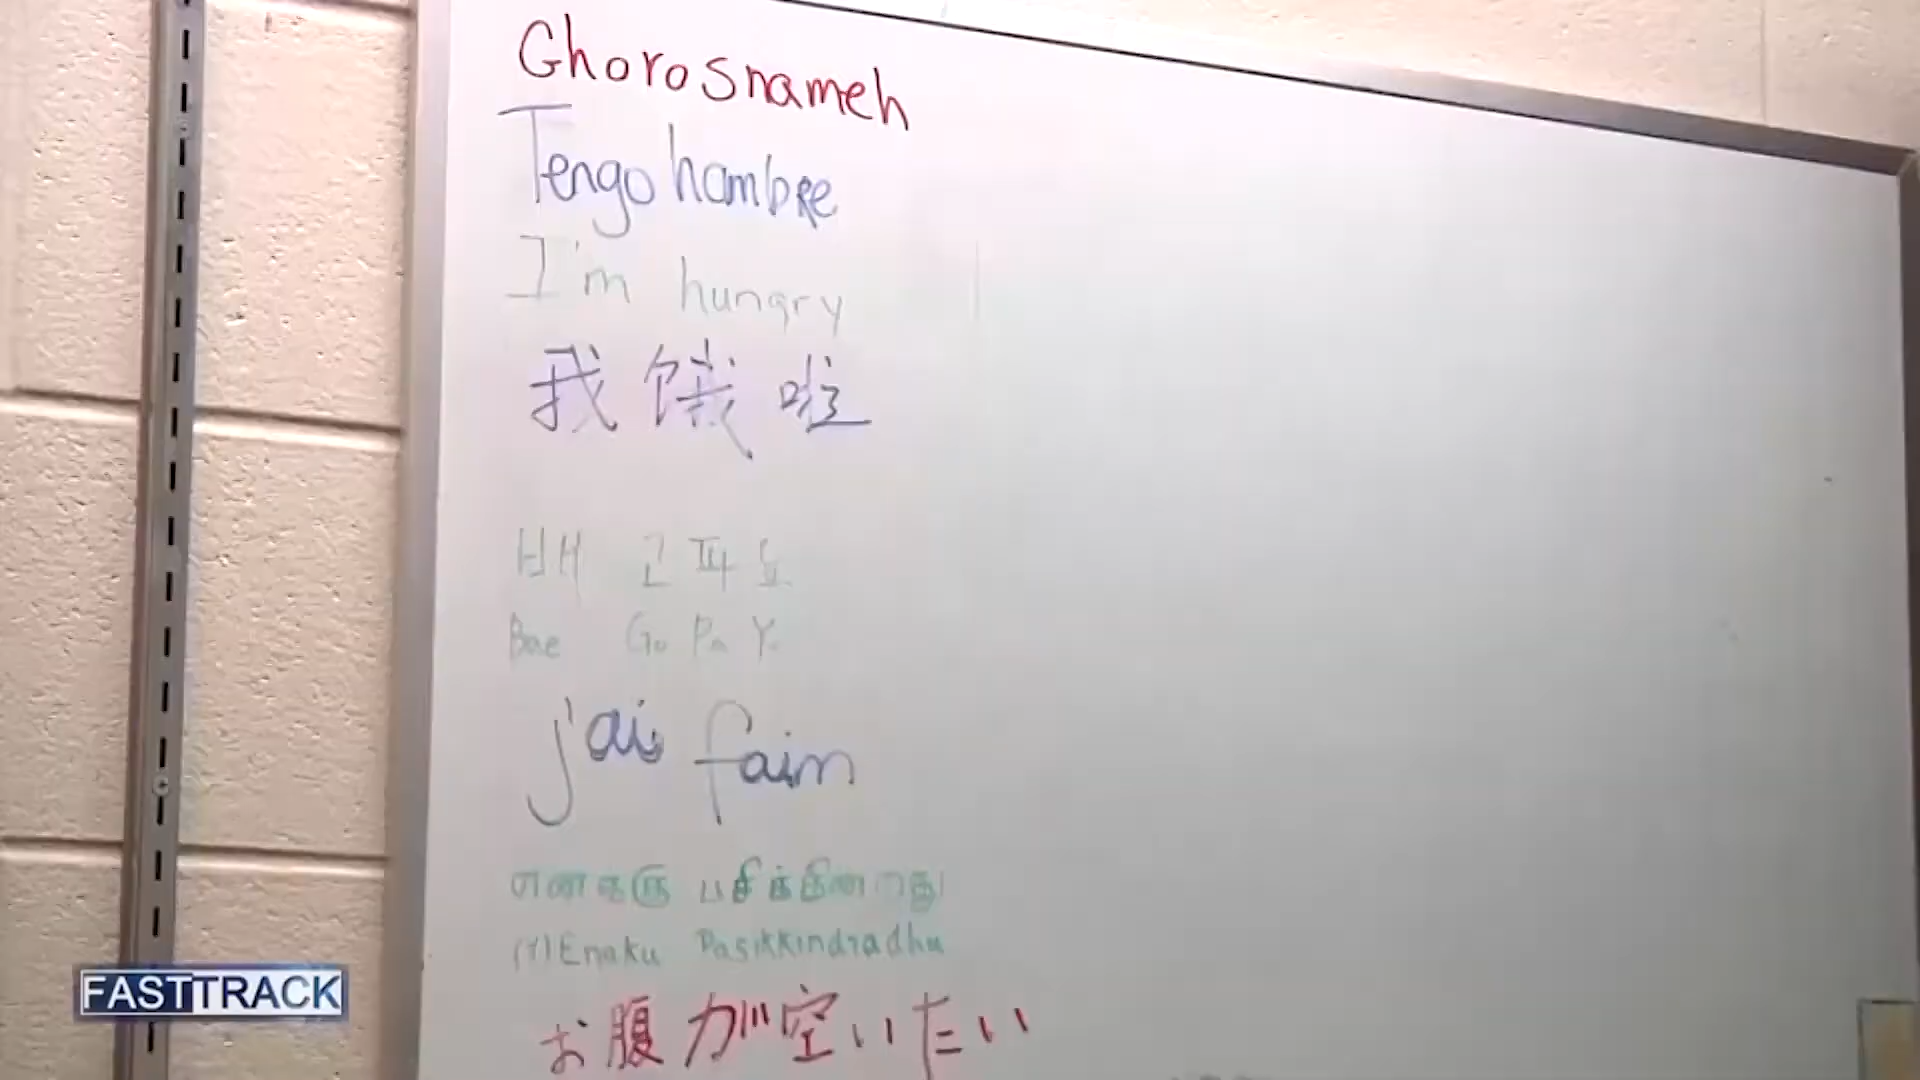 Ghorosnameh
Tengo hambre
I'm hungry
我 饿 啦
배 고 파 요
Bae Go Pa Yo
j'ai faim
எனக்கு பசிக்கின்றது
(Y)Enaku Pasikkindradhu
お腹が空いたい
FASTTRACK